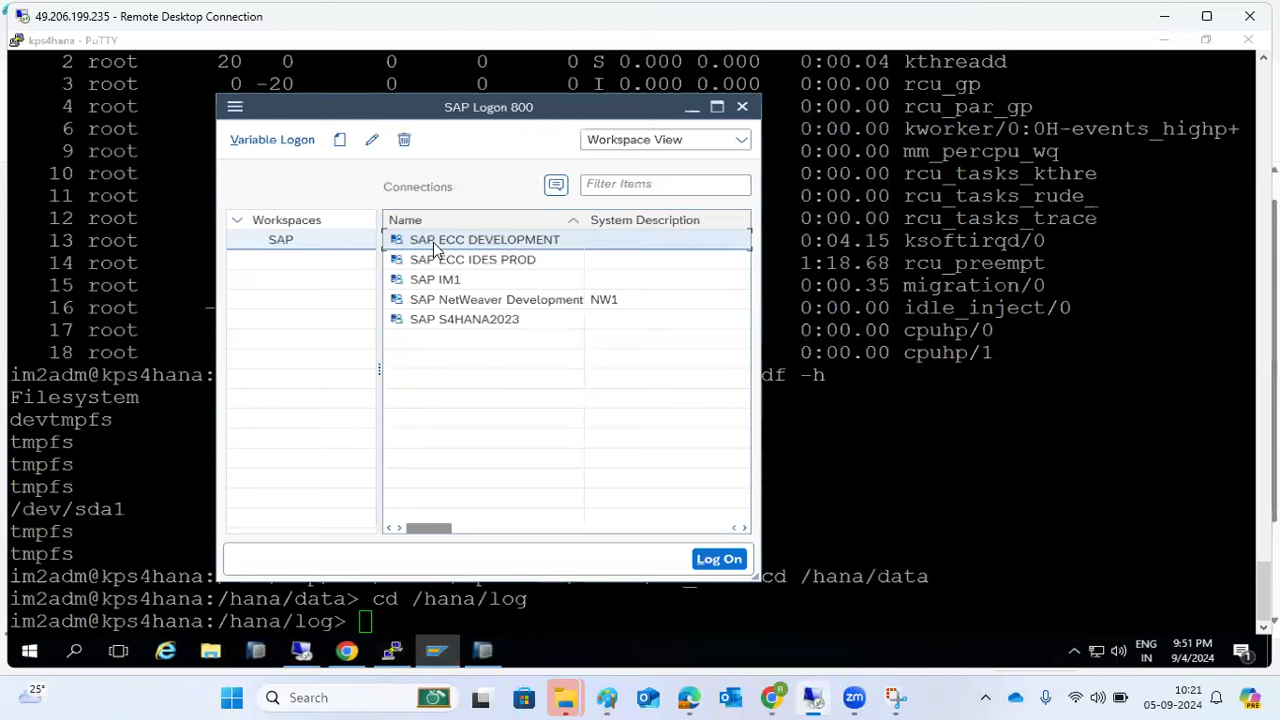 49.206.199.235 - Remote Desktop Connection
kps4hana - PuTTY
2 root 20 0 0 0 0 S 0.000 0.000 0:00.04 kthreadd
3 root 0 -20 0 0 0 I 0.000 0.000 0:00.00 rcu_gp
4 root 0:00.00 rcu_par_gp
6 root 0:00.00 kworker/0:0H-events_highp+
9 root 0:00.00 mm_percpu_wq
10 root 0:00.00 rcu_tasks_kthre
11 root 0:00.00 rcu_tasks_rude_
12 root 0:00.00 rcu_tasks_trace
13 root 0:04.15 ksoftirqd/0
14 root 1:18.68 rcu_preempt
15 root 0:00.35 migration/0
16 root - 0:00.00 idle_inject/0
17 root 0:00.00 cpuhp/0
18 root 0:00.00 cpuhp/1
im2adm@kps4hana: df -h
Filesystem
devtmpfs
tmpfs
tmpfs
tmpfs
/dev/sda1
tmpfs
tmpfs
im2adm@kps4hana: cd /hana/data
im2adm@kps4hana:/hana/data> cd /hana/log
im2adm@kps4hana:/hana/log>
SAP Logon 800
Variable Logon
Workspace View
Connections
Filter Items
Workspaces
SAP
Name System Description
SAP ECC DEVELOPMENT
SAP ECC IDES PROD
SAP IM1
SAP NetWeaver Development NW1
SAP S4HANA2023
Log On
ENG
IN
9:51 PM
9/4/2024
1
25°
Search
10:21
05-09-2024